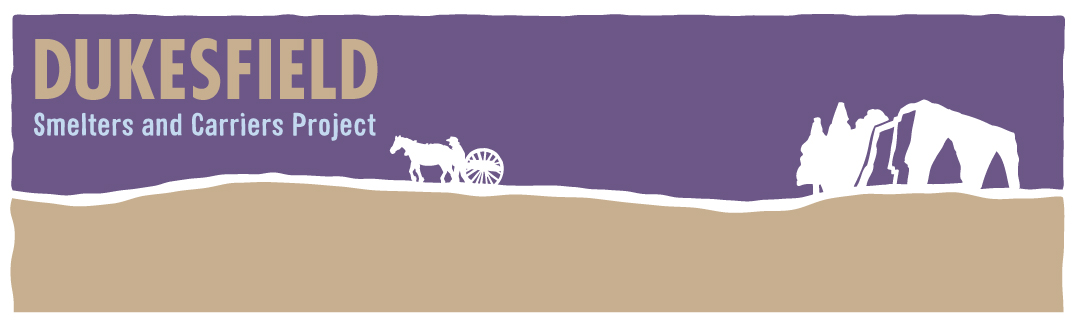 DUKESFIELD
Smelters and Carriers Project